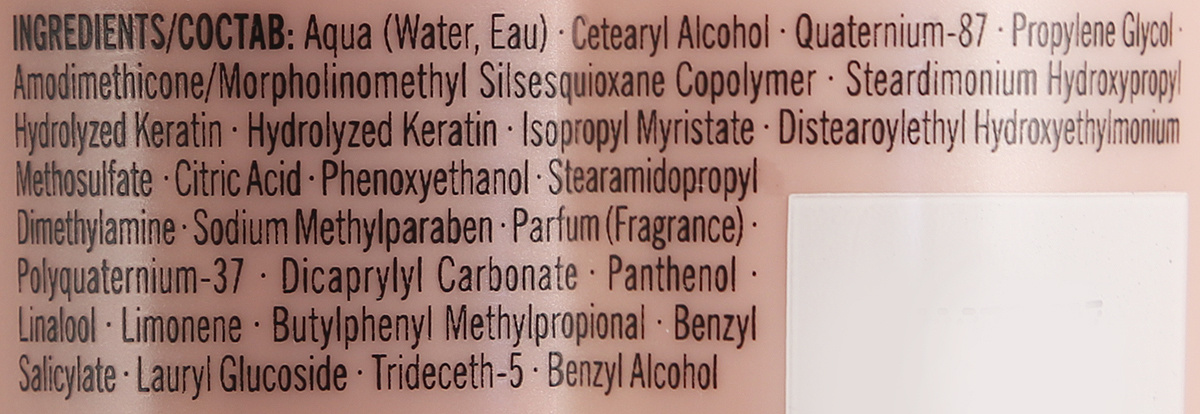 INGREDIENTS/СОСТАВ: Aqua (Water, Eau) · Cetearyl Alcohol · Quaternium-87 · Propylene Glycol ·
Amodimethicone/Morpholinomethyl Silsesquioxane Copolymer · Steardimonium Hydroxypropyl
Hydrolyzed Keratin · Hydrolyzed Keratin · Isopropyl Myristate · Distearoylethyl Hydroxyethylmonium
Methosulfate · Citric Acid · Phenoxyethanol · Stearamidopropyl
Dimethylamine · Sodium Methylparaben · Parfum (Fragrance) ·
Polyquaternium-37 · Dicaprylyl Carbonate · Panthenol ·
Linalool · Limonene · Butylphenyl Methylpropional · Benzyl
Salicylate · Lauryl Glucoside · Trideceth-5 · Benzyl Alcohol